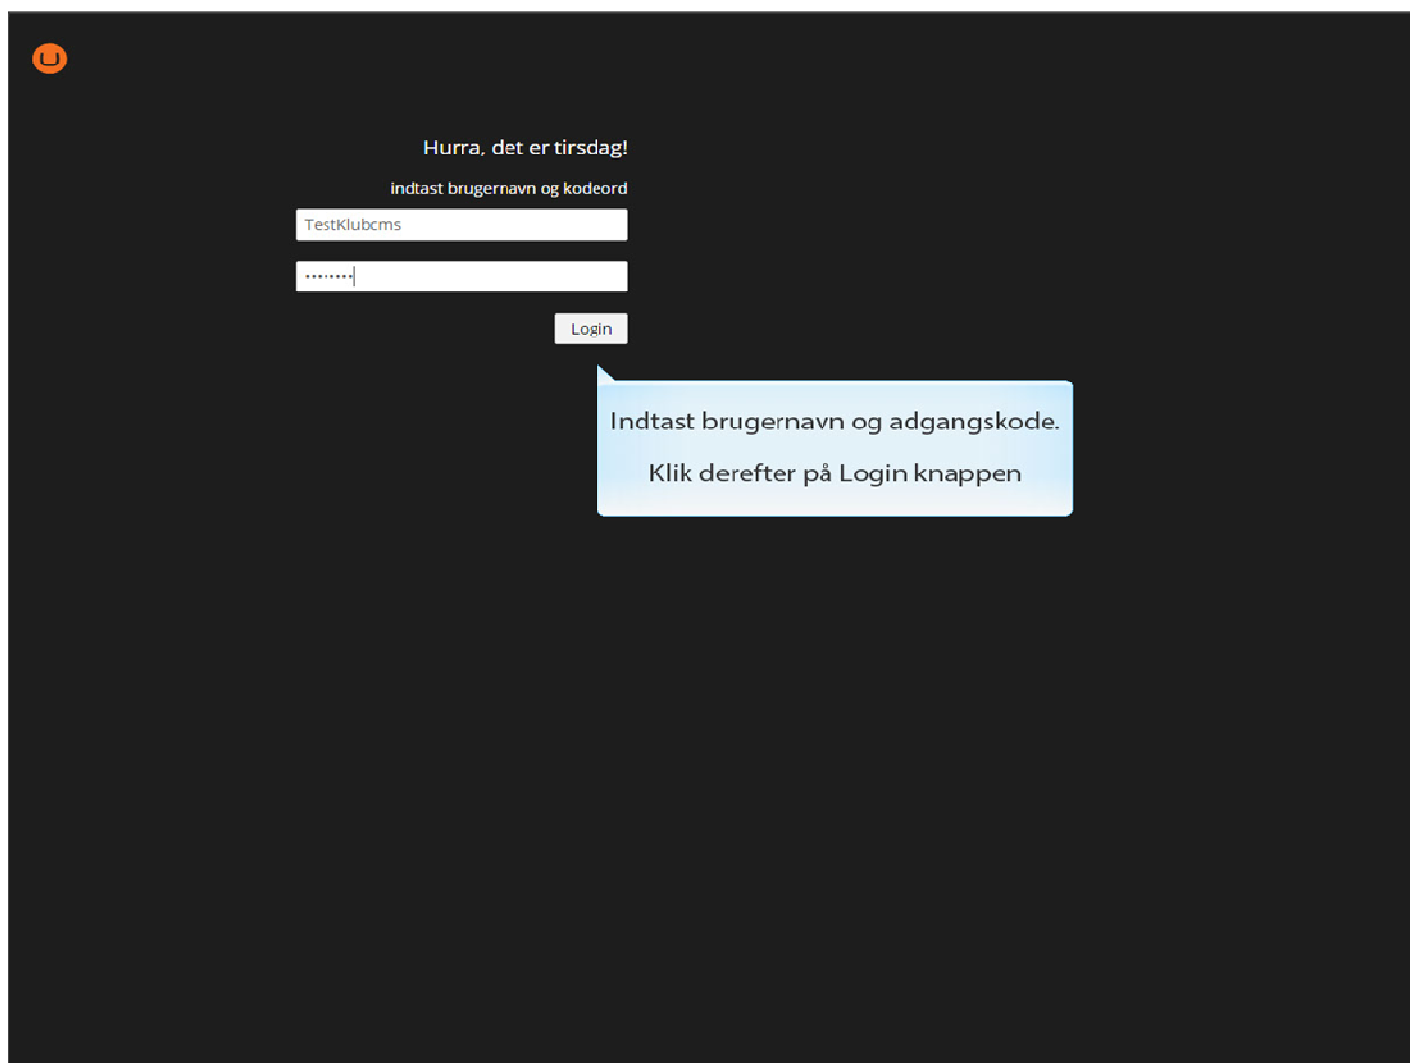 Hurra, det er tirsdag!
indtast brugernavn og kodeord
TestKlubcms
Login
Indtast brugernavn og adgangskode.
Klik derefter på Login knappen